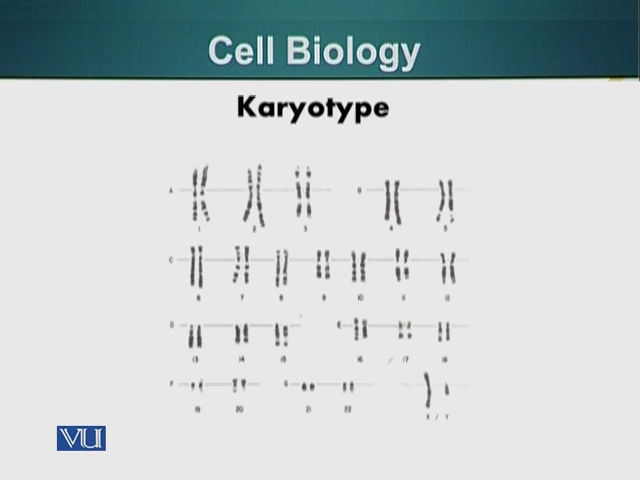 Cell Biology
Karyotype
A B
1 2 3 4 5
C
6 7 8 9 10 11 12
D E
13 14 15 16 17 18
F G
19 20 21 22 X / Y
VU